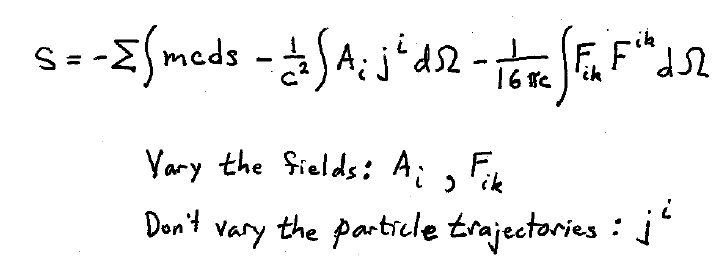 S = -Σ∫mcds - 1/c² ∫A_i j^i dΩ - 1/16πc ∫F_ik F^ik dΩ
Vary the fields: A_i , F_ik
Don't vary the particle trajectories : j^i